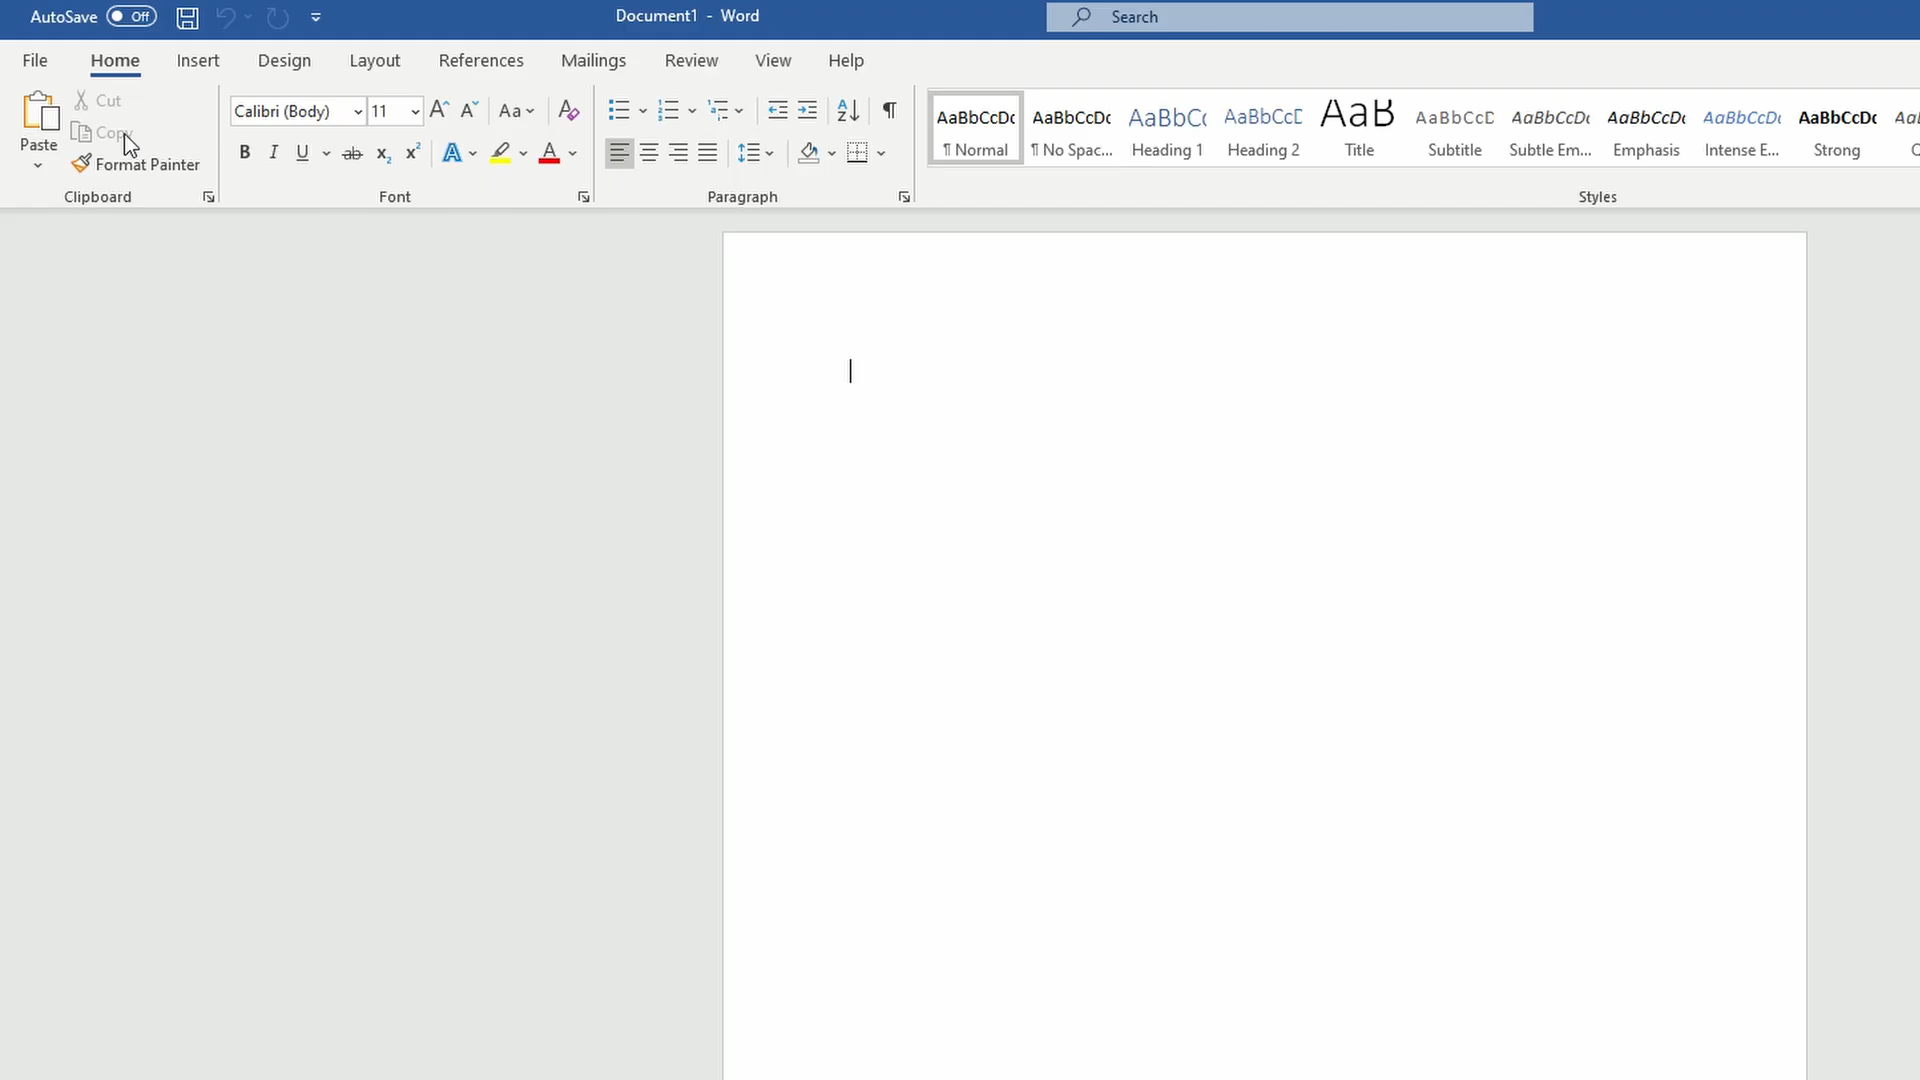 AutoSave Off
Document1 - Word
Search
File Home Insert Design Layout References Mailings Review View Help
Paste
Cut
Copy
Format Painter
Clipboard
Calibri (Body) 11
Font
Paragraph
AaBbCcDc AaBbCcDc AaBbC AaBbCcD AaB AaBbCcD AaBbCcDc AaBbCcDc AaBbCcDc AaBbCcDc
¶ Normal ¶ No Spac... Heading 1 Heading 2 Title Subtitle Subtle Em... Emphasis Intense E... Strong
Styles